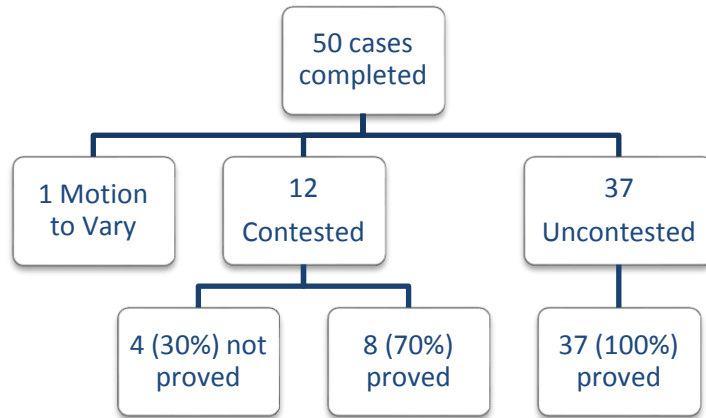 50 cases
completed
1 Motion
to Vary
12
Contested
37
Uncontested
4 (30%) not
proved
8 (70%)
proved
37 (100%)
proved